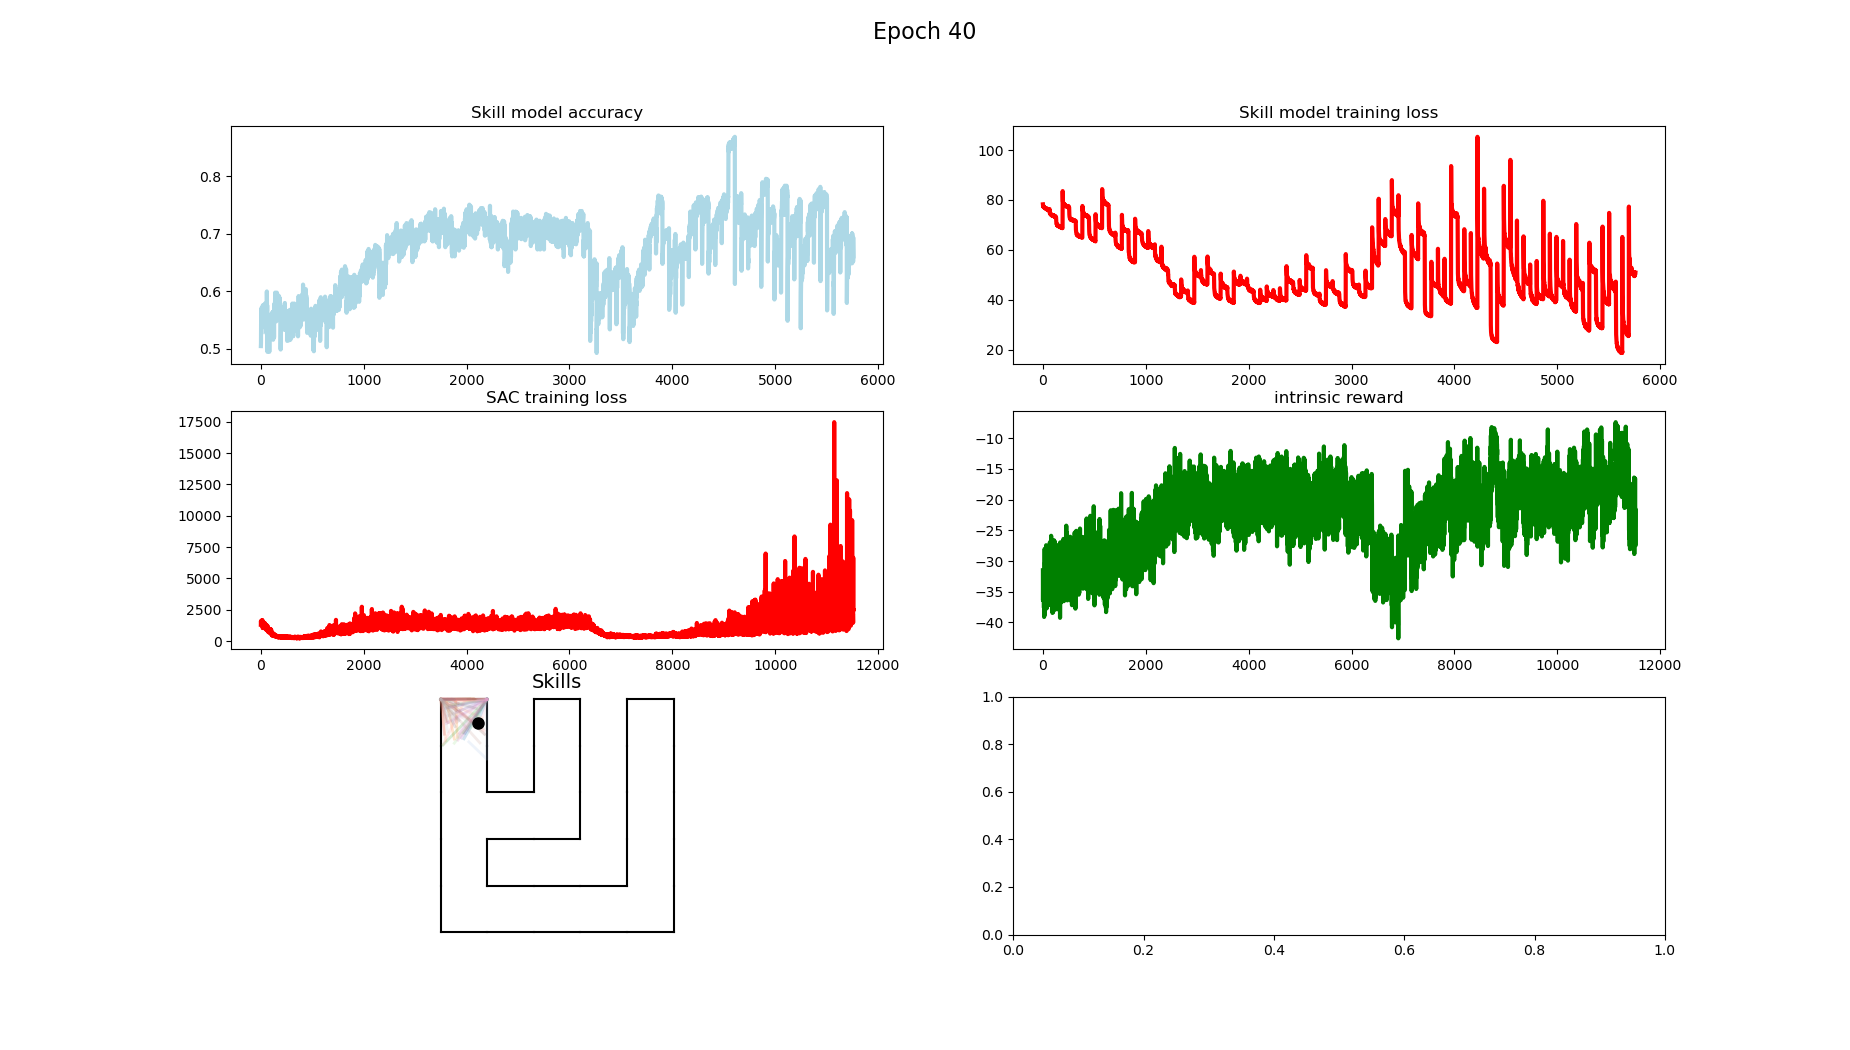 Epoch 40
Skill model accuracy
0.8
0.7
0.6
0.5
0 1000 2000 3000 4000 5000 6000
Skill model training loss
100
80
60
40
20
0 1000 2000 3000 4000 5000 6000
SAC training loss
17500
15000
12500
10000
7500
5000
2500
0
0 2000 4000 6000 8000 10000 12000
intrinsic reward
−10
−15
−20
−25
−30
−35
−40
0 2000 4000 6000 8000 10000 12000
Skills
1.0
0.8
0.6
0.4
0.2
0.0
0.0 0.2 0.4 0.6 0.8 1.0